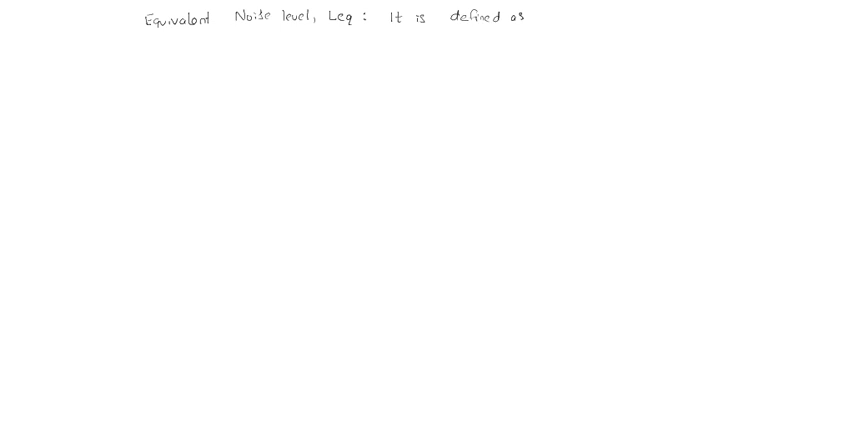 Equivalent Noise level, Leq : It is defined as